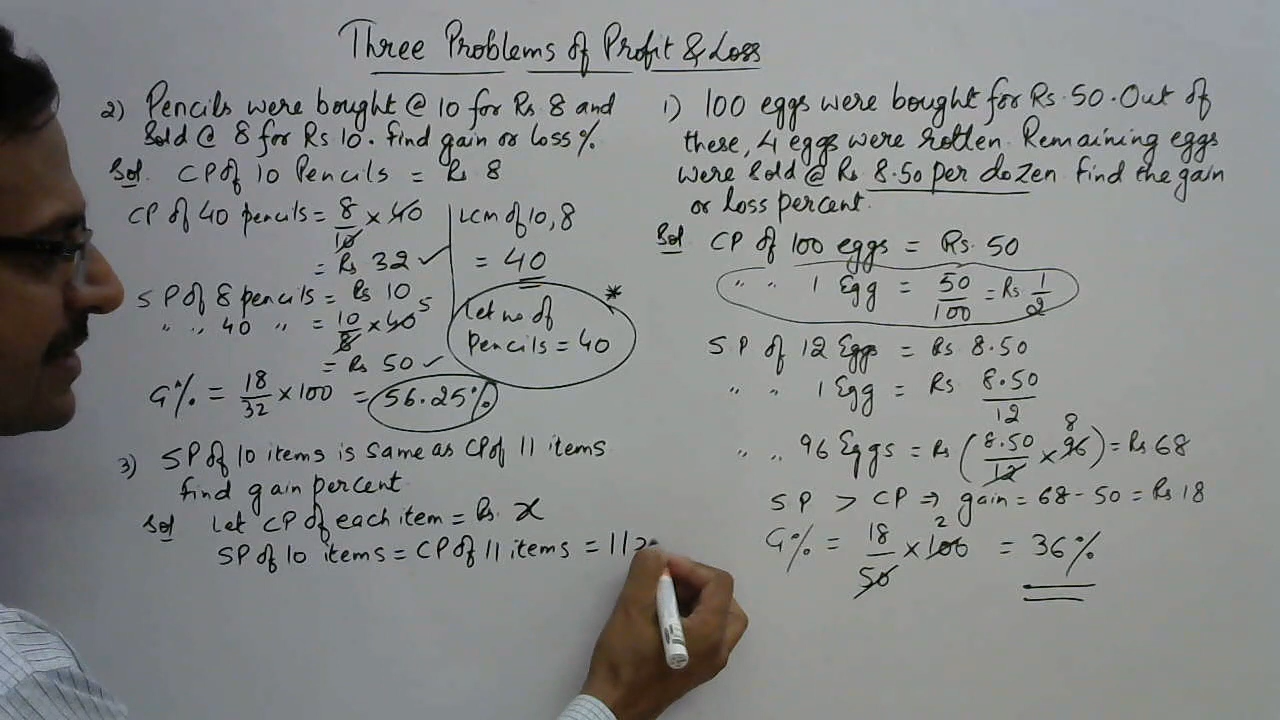 Three Problems of Profit & Loss
1) 100 eggs were bought for Rs. 50. Out of
these, 4 eggs were rotten. Remaining eggs
were sold @ Rs 8.50 per dozen. Find the gain
or loss percent.
Sol CP of 100 eggs = Rs. 50
" " 1 Egg = 50/100 = Rs 1/2
SP of 12 Eggs = Rs 8.50
" " 1 Egg = Rs 8.50/12
" " 96 Eggs = Rs (8.50/12 × 96) = Rs 68
8
SP > CP ⇒ gain = 68 - 50 = Rs 18
G% = 18/50 × 100 = 36%
2
2) Pencils were bought @ 10 for Rs 8 and
Sold @ 8 for Rs 10. find gain or loss %.
Sol. CP of 10 Pencils = Rs 8
CP of 40 pencils = 8/10 × 40
= Rs 32 ✓
SP of 8 pencils = Rs 10
" " 40 " = 10/8 × 40
5
= Rs 50 ✓
G% = 18/32 × 100 = 56.25%
LCM of 10, 8
= 40
*
Let no of
Pencils = 40
3) SP of 10 items is same as CP of 11 items
find gain percent
Sol Let CP of each item = Rs. x
SP of 10 items = CP of 11 items = 11